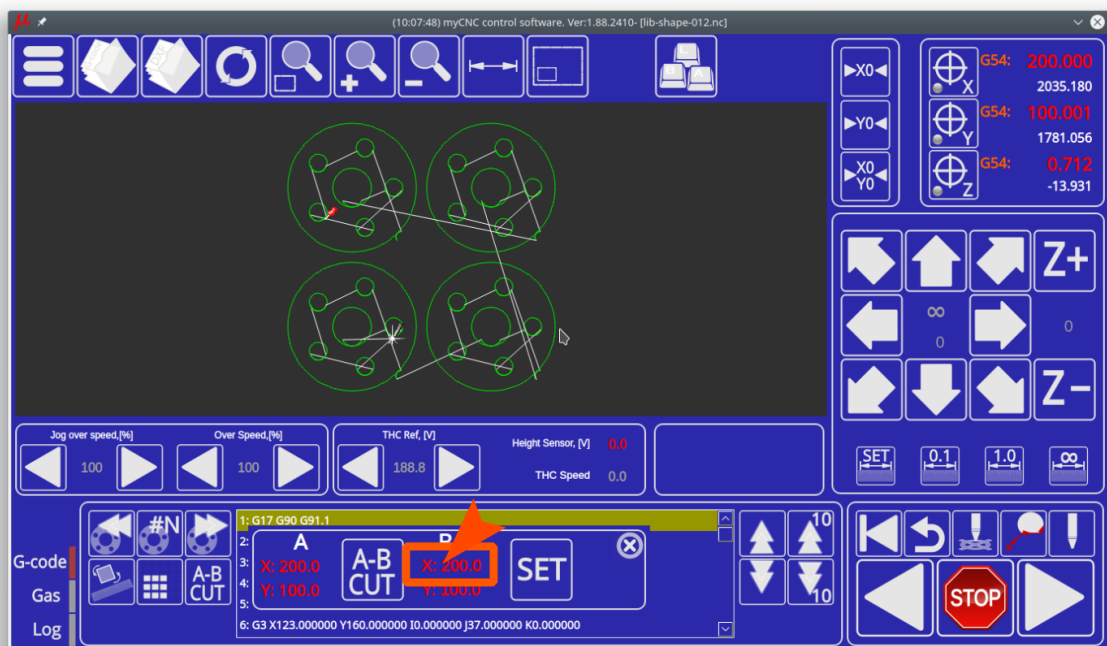 (10:07:48) myCNC control software. Ver:1.88.2410- [lib-shape-012.nc]
DXF
L
B A
X0
Y0
X0
Y0
G54: 200.000
X 2035.180
G54: 100.001
Y 1781.056
G54: 0.712
Z -13.931
Z+
∞
0
0
Z-
SET 0.1 1.0 ∞
Jog over speed,[%] Over Speed,[%] THC Ref, [V]
100 100 188.8
Height Sensor, [V] 0.0
THC Speed 0.0
#N
A-B
CUT
G-code
Gas
Log
1: G17 G90 G91.1
2:
3:
4:
5:
6: G3 X123.000000 Y160.000000 I0.000000 J37.000000 K0.000000
A
X: 200.0
Y: 100.0
A-B
CUT
X: 200.0
Y: 100.0
SET
10
10
STOP